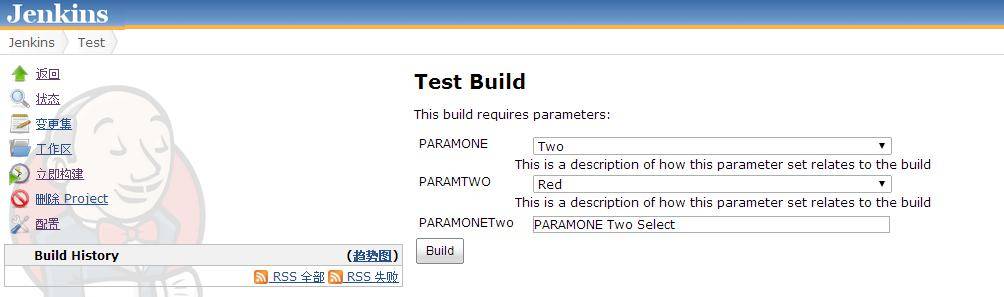 Jenkins
Jenkins Test
返回
状态
变更集
工作区
立即构建
删除 Project
配置
Build History (趋势图)
RSS 全部 RSS 失败
Test Build
This build requires parameters:
PARAMONE Two
This is a description of how this parameter set relates to the build
PARAMTWO Red
This is a description of how this parameter set relates to the build
PARAMONETwo PARAMONE Two Select
Build